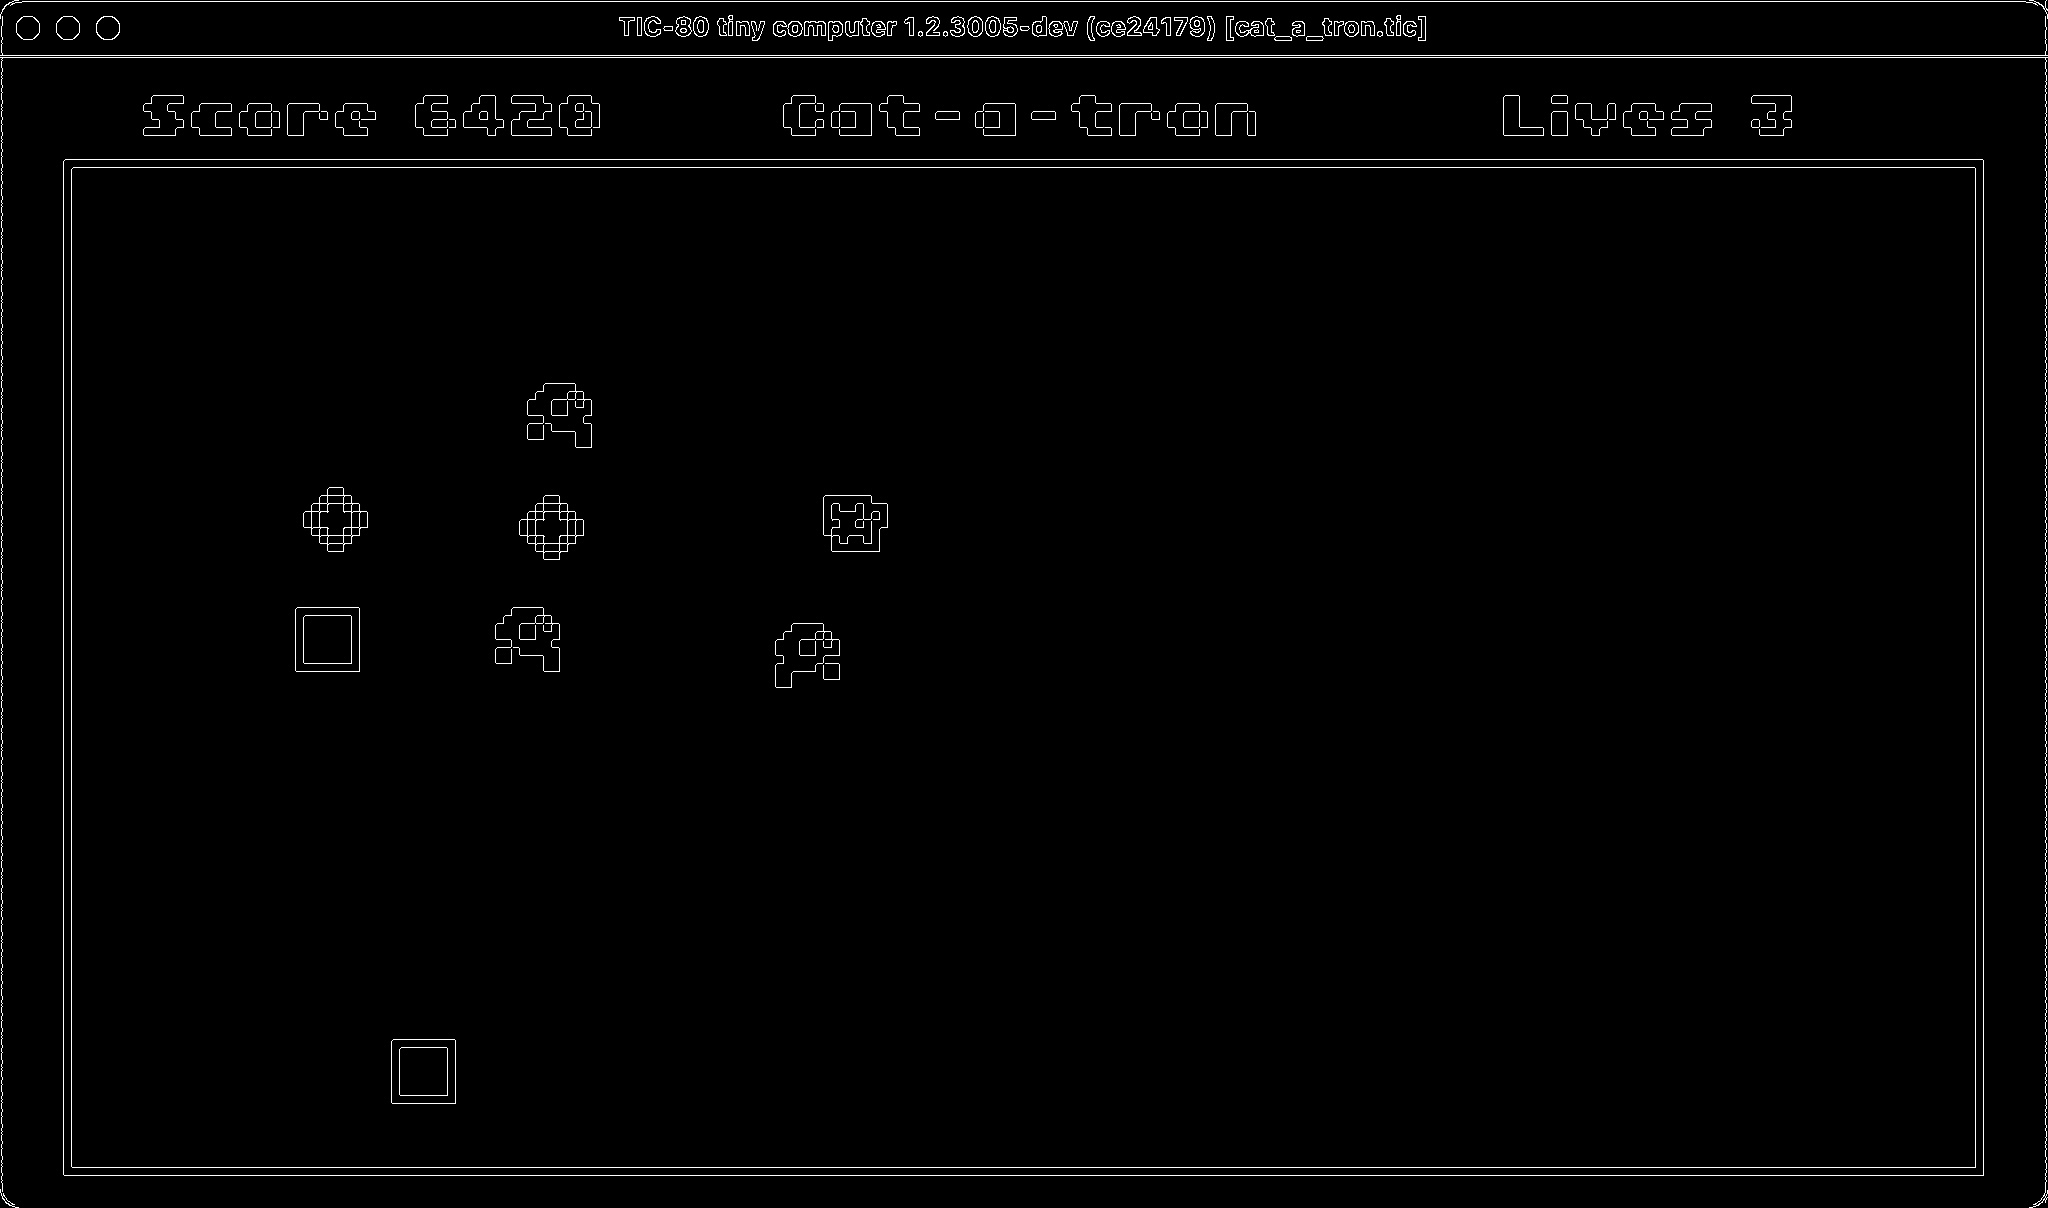 TIC-80 tiny computer 1.2.3005-dev (ce24179) [cat_a_tron.tic]
Score 6420 Cat-a-tron Lives 3